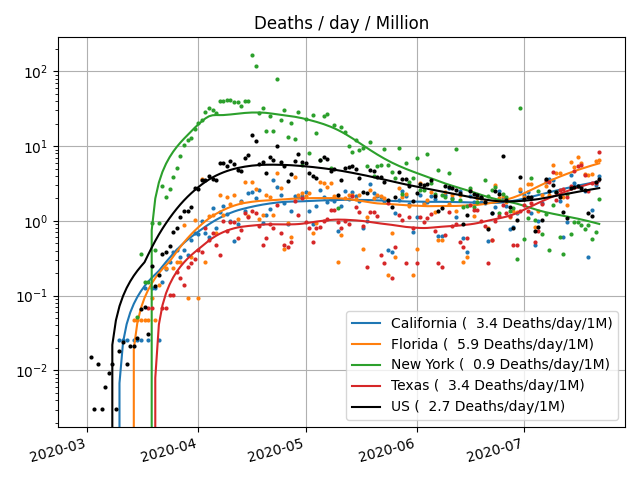 Deaths / day / Million
10²
10¹
10⁰
10⁻¹
10⁻²
California (  3.4 Deaths/day/1M)
Florida (  5.9 Deaths/day/1M)
New York (  0.9 Deaths/day/1M)
Texas (  3.4 Deaths/day/1M)
US (  2.7 Deaths/day/1M)
2020-03 2020-04 2020-05 2020-06 2020-07